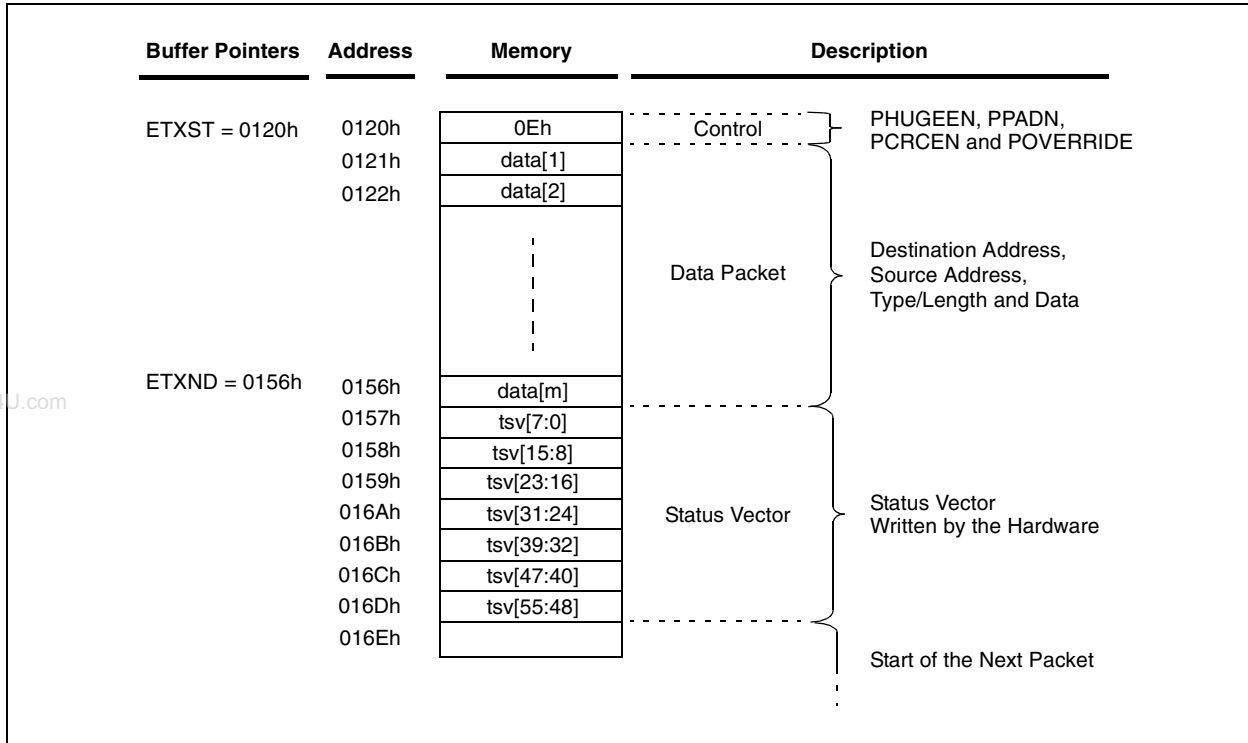 Buffer Pointers Address Memory Description
ETXST = 0120h 0120h 0Eh Control PHUGEEN, PPADN,
PCRCEN and POVERRIDE
0121h data[1]
0122h data[2]
Data Packet Destination Address,
Source Address,
Type/Length and Data
ETXND = 0156h 0156h data[m]
4U.com
0157h tsv[7:0]
0158h tsv[15:8]
0159h tsv[23:16]
016Ah tsv[31:24] Status Vector Status Vector
Written by the Hardware
016Bh tsv[39:32]
016Ch tsv[47:40]
016Dh tsv[55:48]
016Eh
Start of the Next Packet